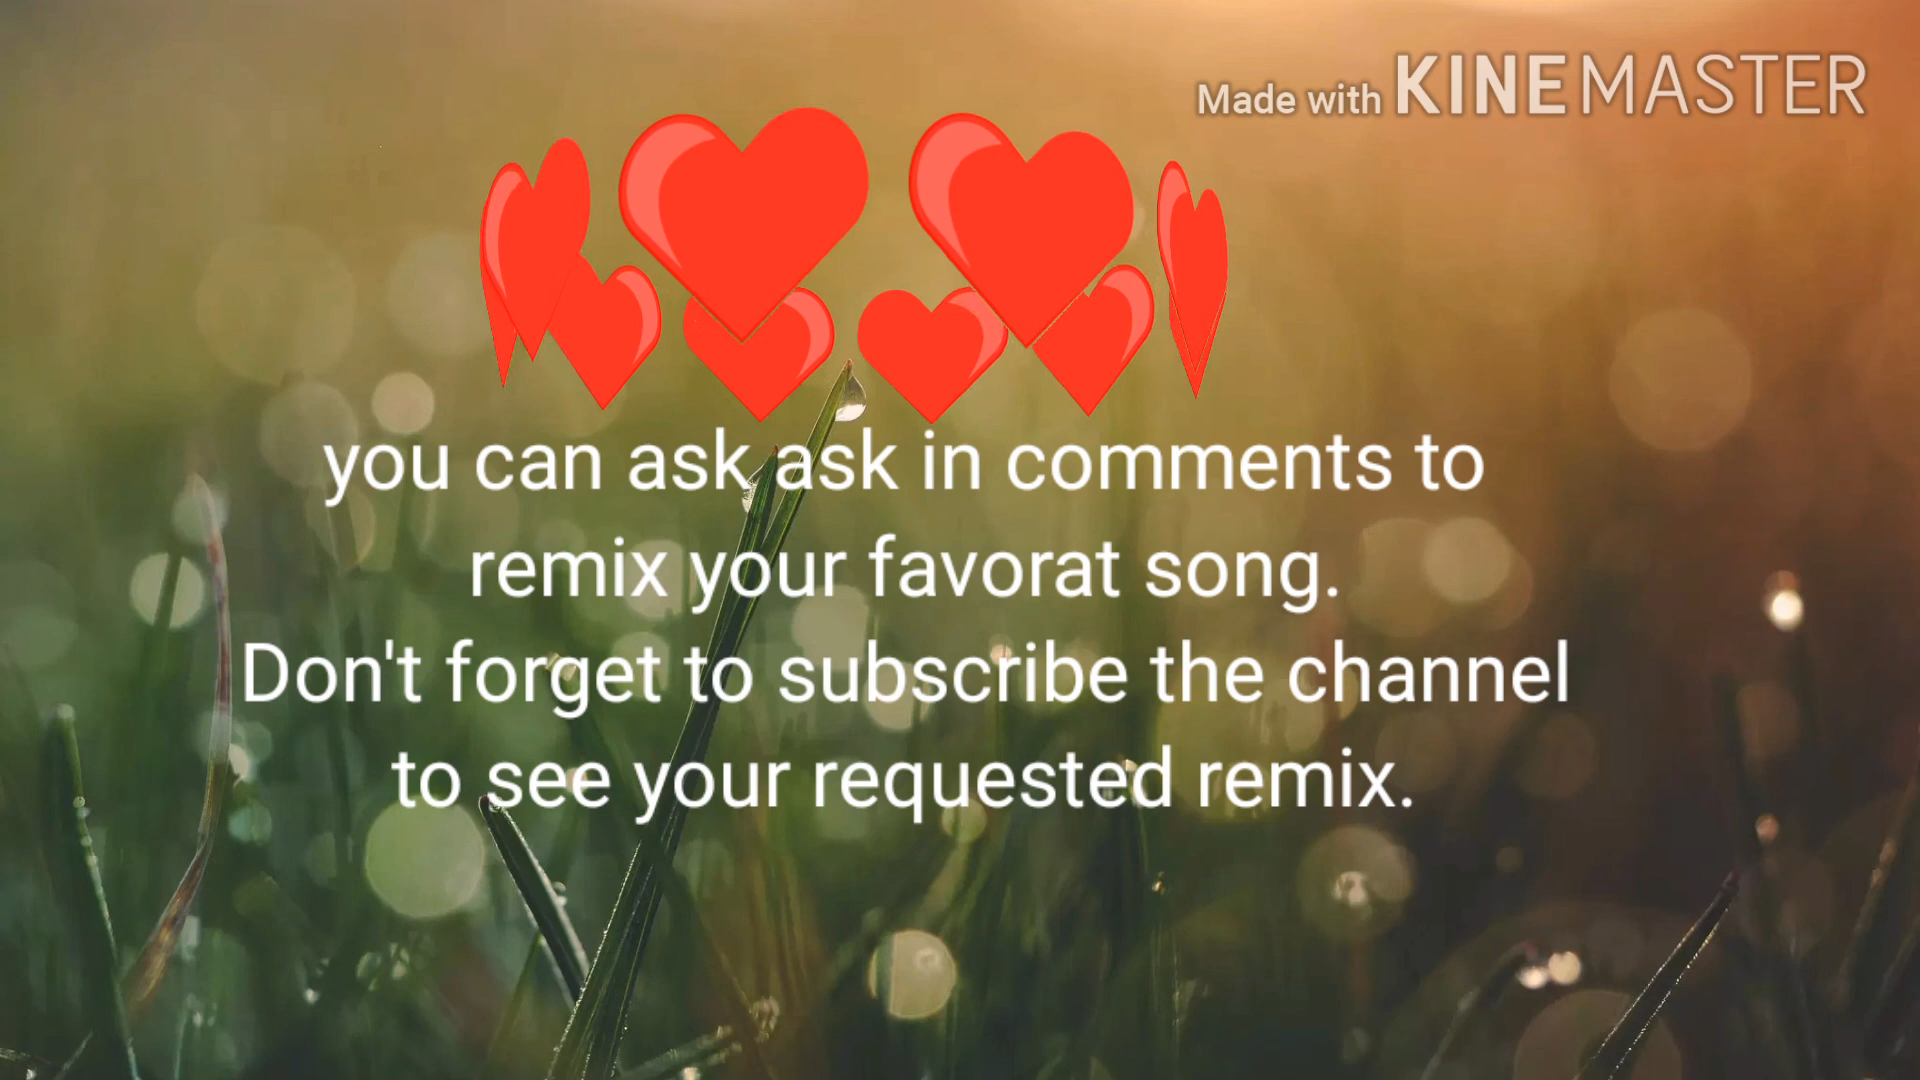 Made with KINEMASTER
you can ask ask in comments to
remix your favorat song.
Don't forget to subscribe the channel
to see your requested remix.